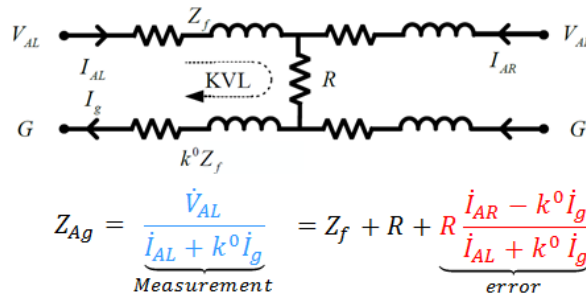 V_AL Z_f V_AL
I_AL I_AR
I_g KVL R
G G
k^0 Z_f
Z_Ag = V̇_AL / (İ_AL + k^0 İ_g) = Z_f + R + R (İ_AR − k^0 İ_g) / (İ_AL + k^0 İ_g)
Measurement error